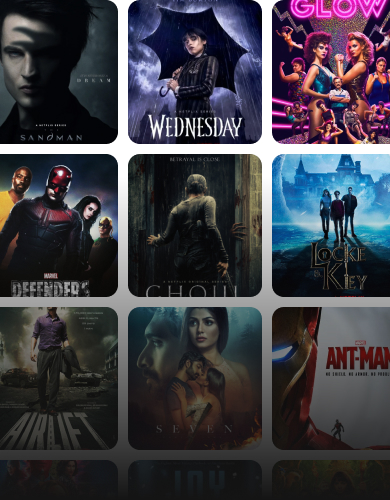 DREAM
A NETFLIX SERIES
SANDMAN
A NETFLIX SERIES
WEDNESDAY
GLOW
MARVEL
DEFENDERS
BETRAYAL IS CLOSE
A NETFLIX ORIGINAL SERIES
GHOUL
LOCKE
& KEY
AIRLIFT
SEVEN
MARVEL
ANT-MAN